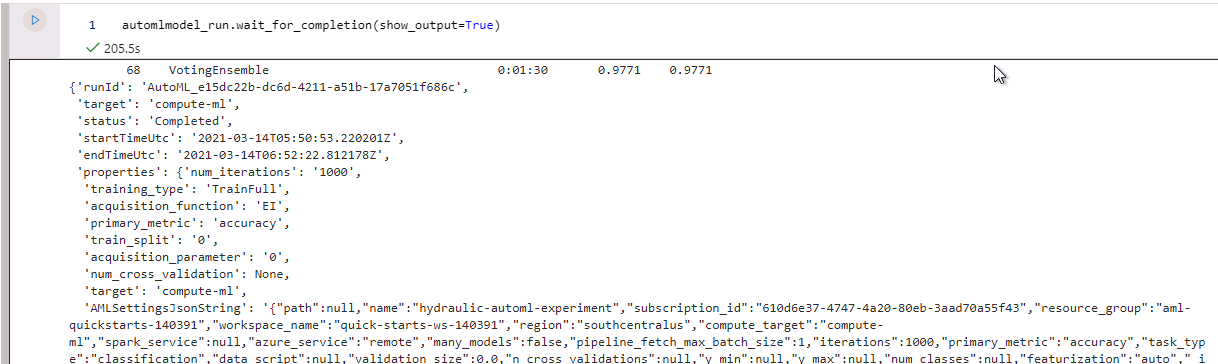 1 automlmodel_run.wait_for_completion(show_output=True)
205.5s
68 VotingEnsemble 0:01:30 0.9771 0.9771
{'runId': 'AutoML_e15dc22b-dc6d-4211-a51b-17a7051f686c',
'target': 'compute-ml',
'status': 'Completed',
'startTimeUtc': '2021-03-14T05:50:53.220201Z',
'endTimeUtc': '2021-03-14T06:52:22.812178Z',
'properties': {'num_iterations': '1000',
'training_type': 'TrainFull',
'acquisition_function': 'EI',
'primary_metric': 'accuracy',
'train_split': '0',
'acquisition_parameter': '0',
'num_cross_validation': None,
'target': 'compute-ml',
'AMLSettingsJsonString': '{"path":null,"name":"hydraulic-automl-experiment","subscription_id":"610d6e37-4747-4a20-80eb-3aad70a55f43","resource_group":"aml-
quickstarts-140391","workspace_name":"quick-starts-ws-140391","region":"southcentralus","compute_target":"compute-
ml","spark_service":null,"azure_service":"remote","many_models":false,"pipeline_fetch_max_batch_size":1,"iterations":1000,"primary_metric":"accuracy","task_typ
e":"classification","data_script":null,"validation_size":0.0,"n_cross_validations":null,"y_min":null,"y_max":null,"num_classes":null,"featurization":"auto","_i